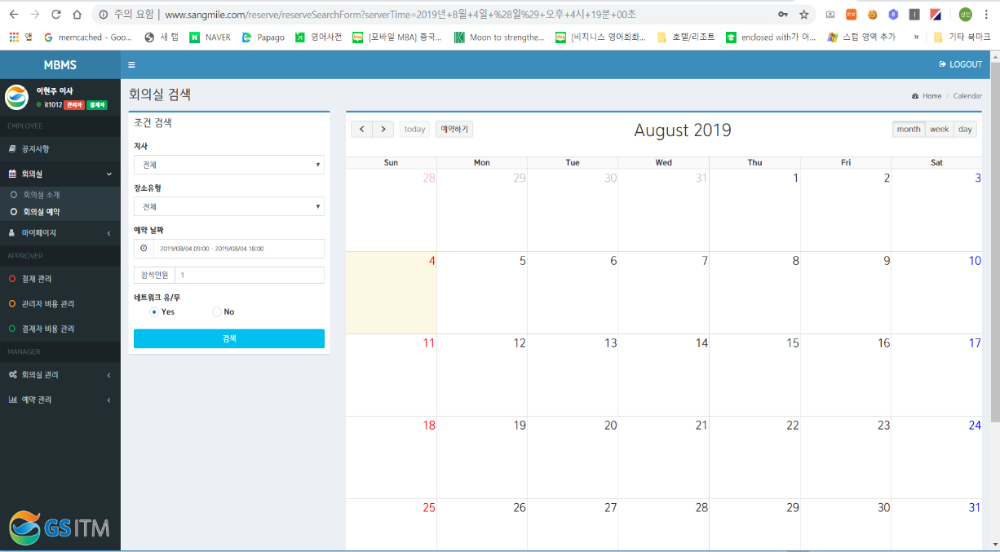 주의 요함 | www.sangmile.com/reserve/reserveSearchForm?serverTime=2019년+8월+4일+%28일%29+오후+4시+19분+00초
앱 memcached - Goo... 새 탭 NAVER Papago 영어사전 [모바일 MBA] 중국... Moon to strengthe... [비지니스 영어회화... 호텔/리조트 enclosed with가 어... 스텁 영역 추가 » 기타 북마크
MBMS
LOGOUT
이현주 이사
it1012 관리자 결재자
EMPLOYEE
공지사항
회의실
회의실 소개
회의실 예약
마이페이지
APPROVER
결재 관리
관리자 비용 관리
결재자 비용 관리
MANAGER
회의실 관리
예약 관리
GS ITM
회의실 검색
Home > Calendar
조건 검색
지사
전체
장소유형
전체
예약 날짜
2019/08/04 09:00 - 2019/08/04 18:00
참석인원 1
네트워크 유/무
Yes No
검색
today 예약하기 August 2019 month week day
Sun Mon Tue Wed Thu Fri Sat
28 29 30 31 1 2 3
4 5 6 7 8 9 10
11 12 13 14 15 16 17
18 19 20 21 22 23 24
25 26 27 28 29 30 31